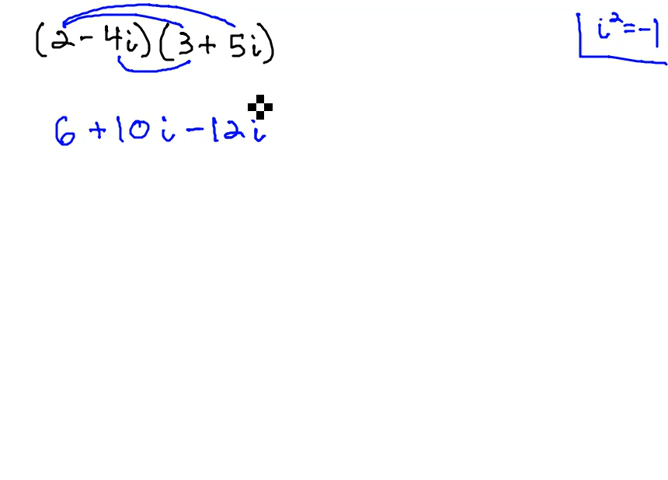 (2 - 4i)(3 + 5i)
i² = -1
6 + 10i - 12i